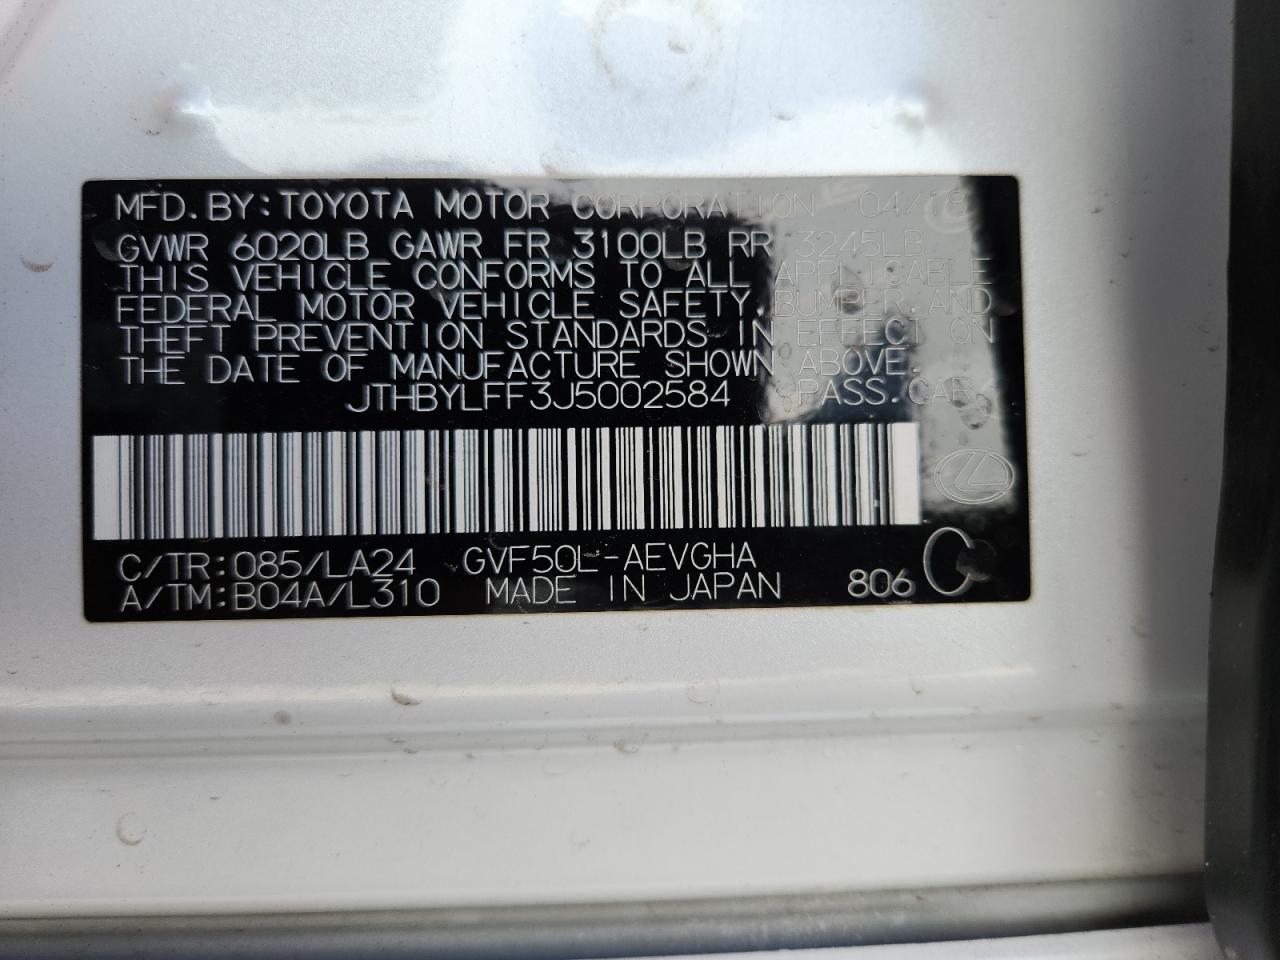 MFD. BY: TOYOTA MOTOR CORPORATION 04/18
GVWR 6020LB GAWR FR 3100LB RR 3245LB
THIS VEHICLE CONFORMS TO ALL APPLICABLE
FEDERAL MOTOR VEHICLE SAFETY, BUMPER, AND
THEFT PREVENTION STANDARDS IN EFFECT ON
THE DATE OF MANUFACTURE SHOWN ABOVE.
JTHBYLFF3J5002584 PASS. CAR
C/TR: 085/LA24 GVF50L-AEVGHA
A/TM: B04A/L310 MADE IN JAPAN 806 C